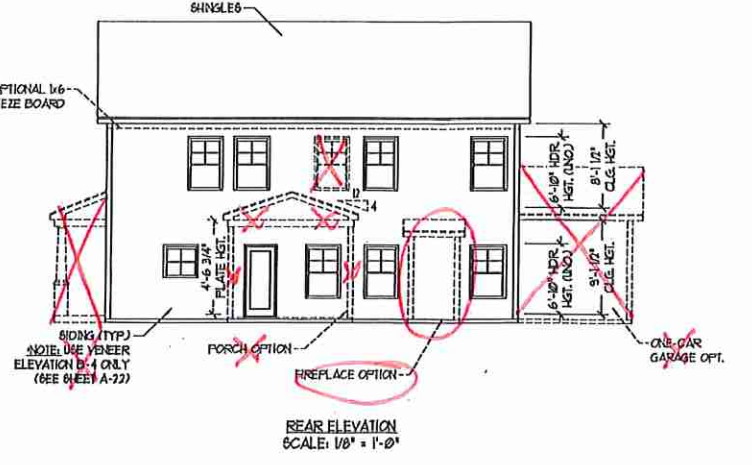 SHINGLES
PTIONAL 1x6
EZE BOARD
12
4
6'-10" HDR.
HGT. (UNO)
8'-1 1/2"
CLG. HGT.
4'-6 3/4"
PLATE HGT.
6'-10" HDR.
HGT. (UNO)
9'-1 1/2"
CLG. HGT.
SIDING (TYP.)
NOTE: USE VENEER
ELEVATION B-4 ONLY
(SEE SHEET A-22)
PORCH OPTION
FIREPLACE OPTION
ONE-CAR
GARAGE OPT.
REAR ELEVATION
SCALE: 1/8" = 1'-0"